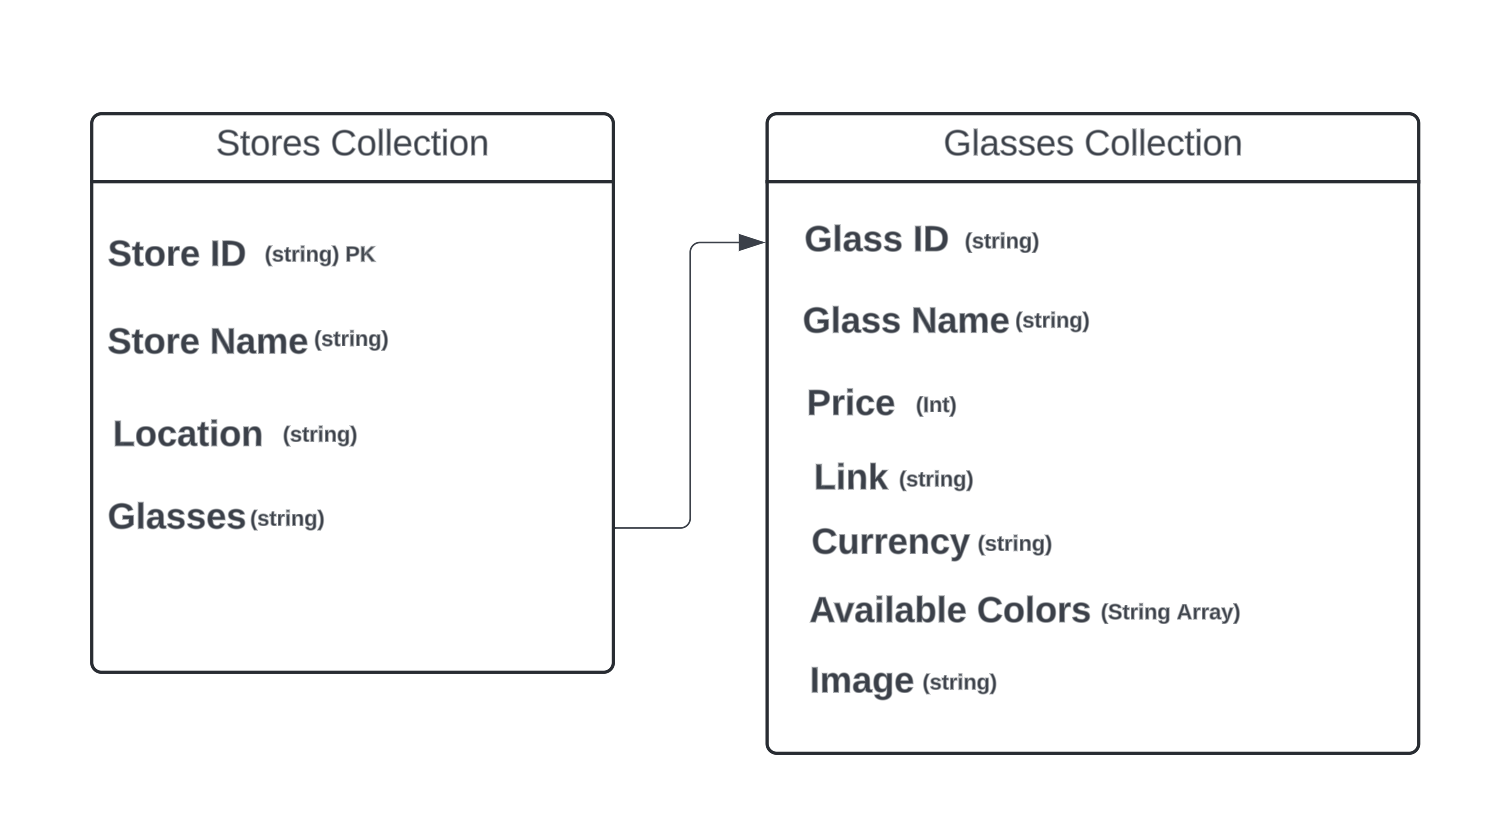 Stores Collection
Store ID (string) PK
Store Name (string)
Location (string)
Glasses (string)
Glasses Collection
Glass ID (string)
Glass Name (string)
Price (Int)
Link (string)
Currency (string)
Available Colors (String Array)
Image (string)